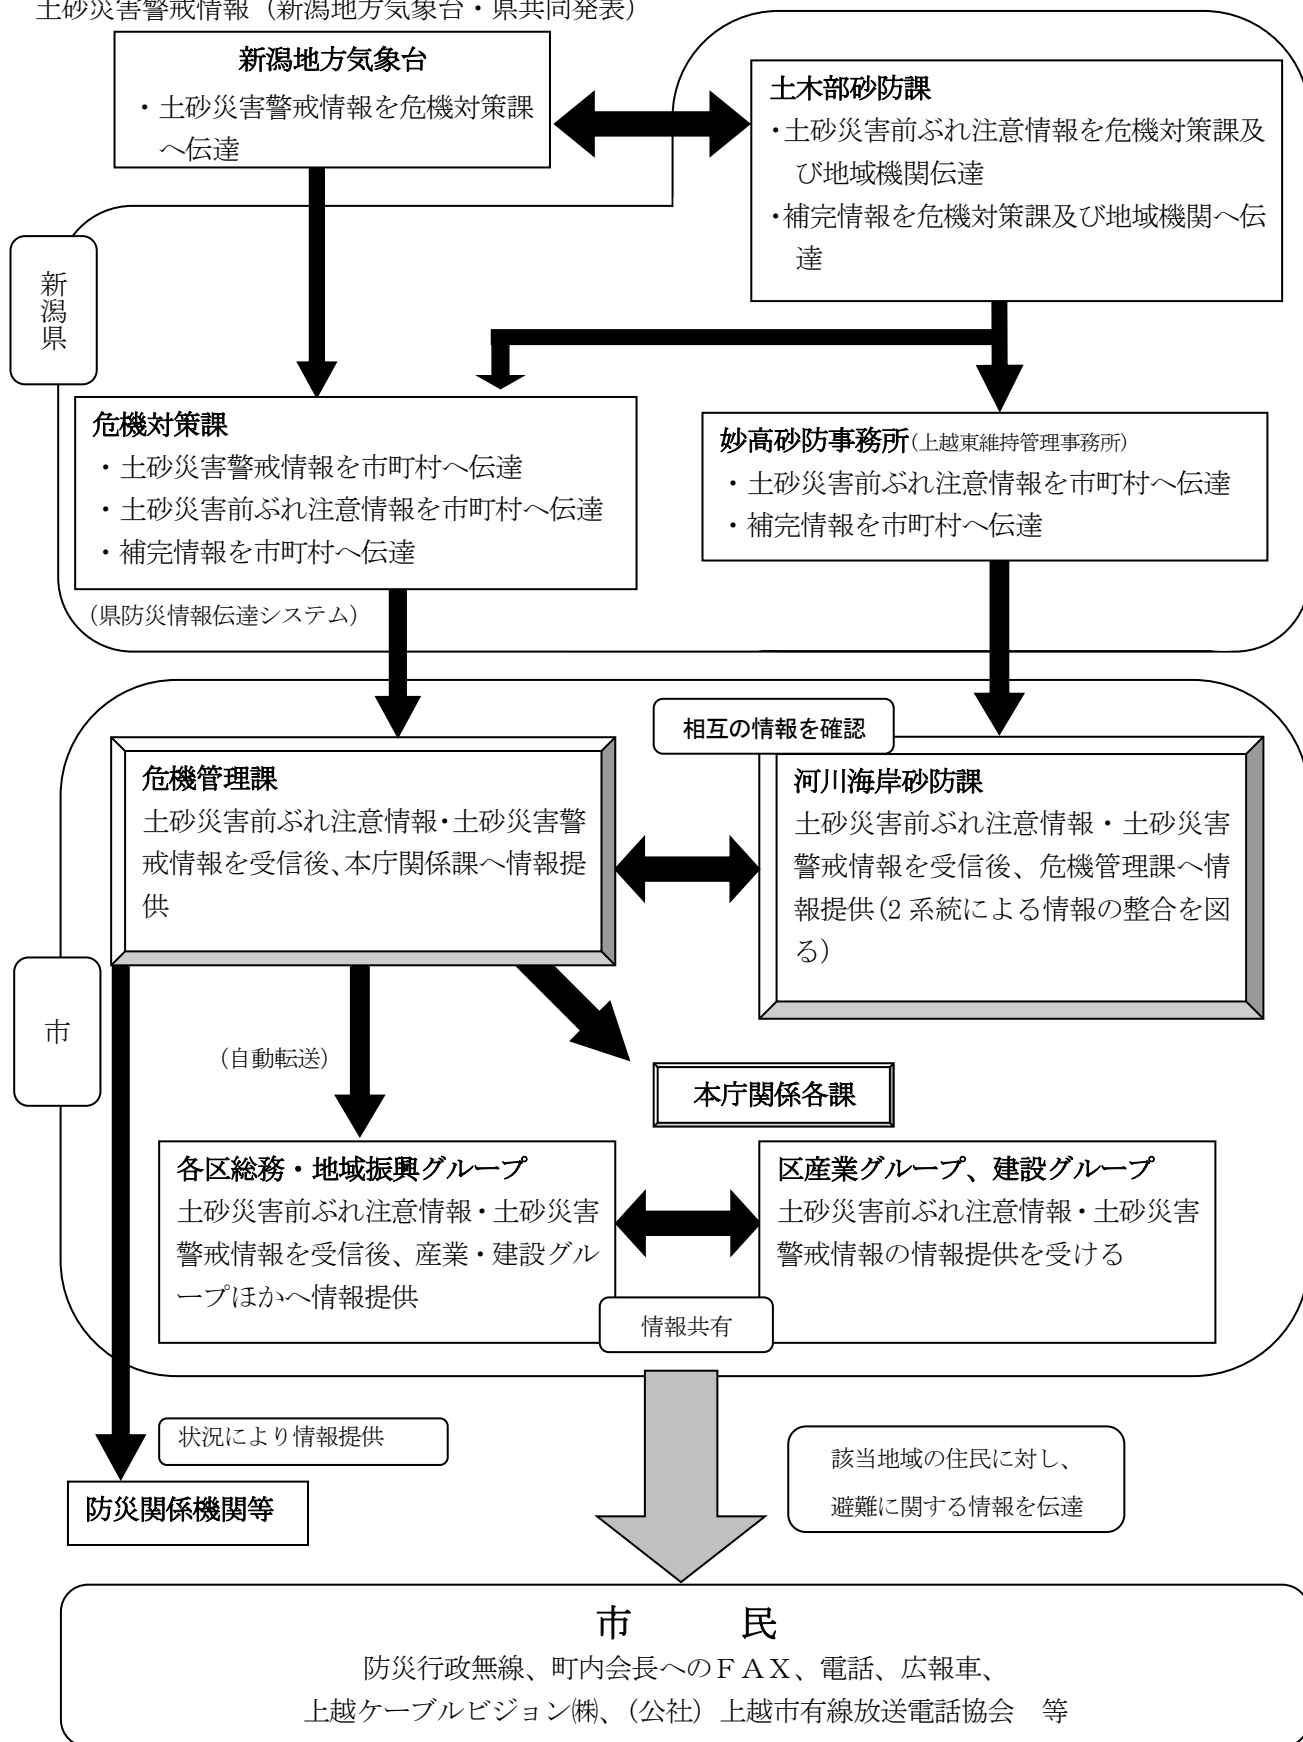 土砂災害警戒情報（新潟地方気象台・県共同発表）
新潟地方気象台
・土砂災害警戒情報を危機対策課
へ伝達
土木部砂防課
・土砂災害前ぶれ注意情報を危機対策課及
び地域機関伝達
・補完情報を危機対策課及び地域機関へ伝
達
新潟県
危機対策課
・土砂災害警戒情報を市町村へ伝達
・土砂災害前ぶれ注意情報を市町村へ伝達
・補完情報を市町村へ伝達
（県防災情報伝達システム）
妙高砂防事務所（上越東維持管理事務所）
・土砂災害前ぶれ注意情報を市町村へ伝達
・補完情報を市町村へ伝達
相互の情報を確認
危機管理課
土砂災害前ぶれ注意情報・土砂災害警
戒情報を受信後、本庁関係課へ情報提
供
河川海岸砂防課
土砂災害前ぶれ注意情報・土砂災害
警戒情報を受信後、危機管理課へ情
報提供（2 系統による情報の整合を図
る）
市
（自動転送）
本庁関係各課
各区総務・地域振興グループ
土砂災害前ぶれ注意情報・土砂災害
警戒情報を受信後、産業・建設グル
ープほかへ情報提供
区産業グループ、建設グループ
土砂災害前ぶれ注意情報・土砂災害
警戒情報の情報提供を受ける
情報共有
状況により情報提供
防災関係機関等
該当地域の住民に対し、
避難に関する情報を伝達
市　民
防災行政無線、町内会長へのＦＡＸ、電話、広報車、
上越ケーブルビジョン㈱、（公社）上越市有線放送電話協会　等